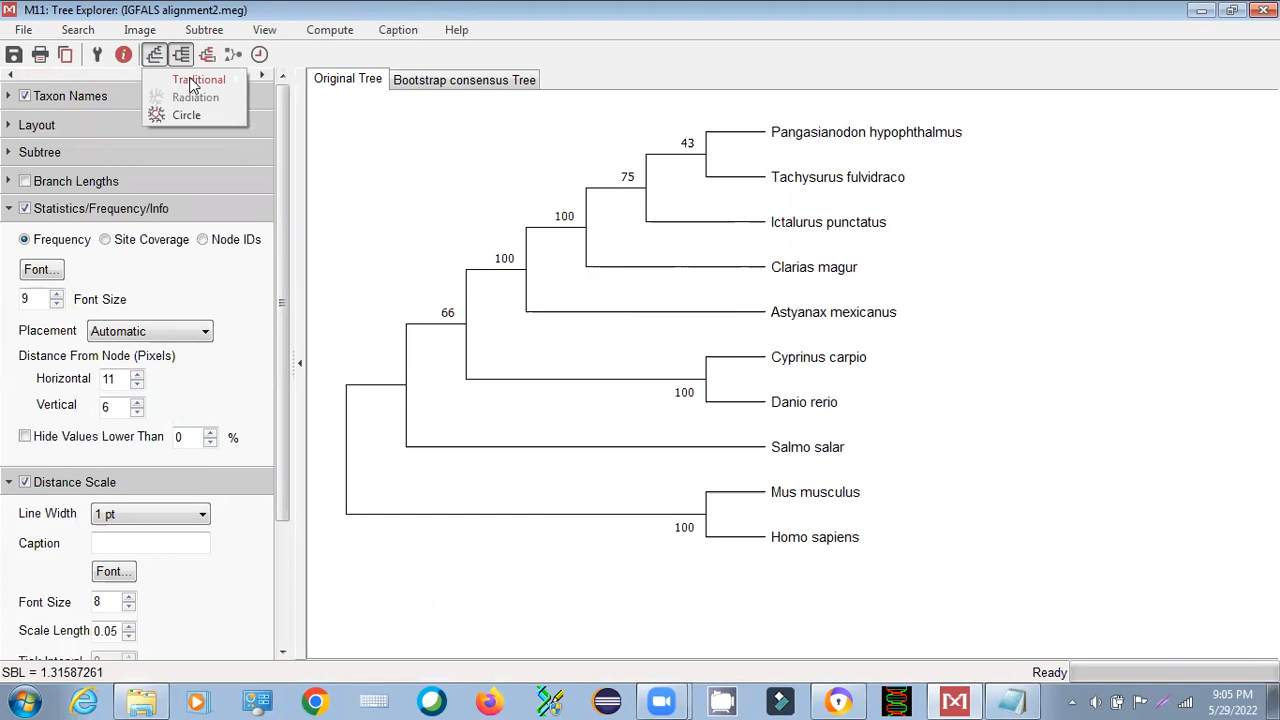 M11: Tree Explorer: (IGFALS alignment2.meg)
File Search Image Subtree View Compute Caption Help
Traditional
Radiation
Circle
Taxon Names
Layout
Subtree
Branch Lengths
Statistics/Frequency/Info
Frequency Site Coverage Node IDs
Font...
9 Font Size
Placement Automatic
Distance From Node (Pixels)
Horizontal 11
Vertical 6
Hide Values Lower Than 0 %
Distance Scale
Line Width 1 pt
Caption
Font...
Font Size 8
Scale Length 0.05
Original Tree Bootstrap consensus Tree
43 Pangasianodon hypophthalmus
75 Tachysurus fulvidraco
100 Ictalurus punctatus
100 Clarias magur
66 Astyanax mexicanus
Cyprinus carpio
100 Danio rerio
Salmo salar
Mus musculus
100 Homo sapiens
SBL = 1.31587261 Ready
9:05 PM
5/29/2022